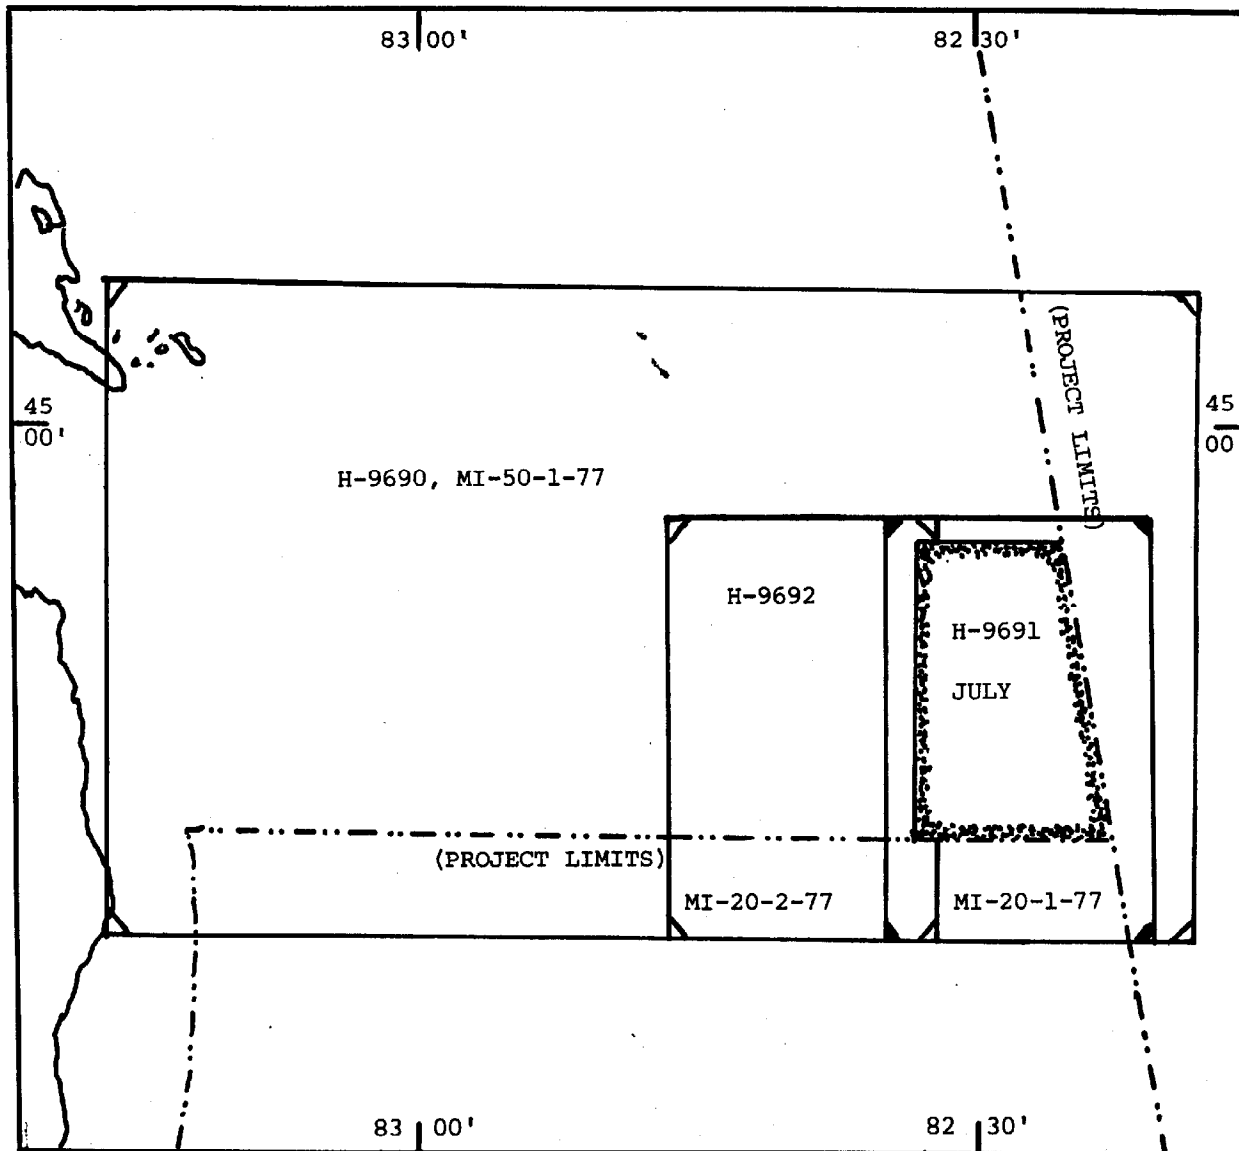 83 00'
82 30'
(PROJECT LIMITS)
45
00'
45
00
H-9690, MI-50-1-77
H-9692
H-9691
JULY
(PROJECT LIMITS)
MI-20-2-77
MI-20-1-77
83 00'
82 30'